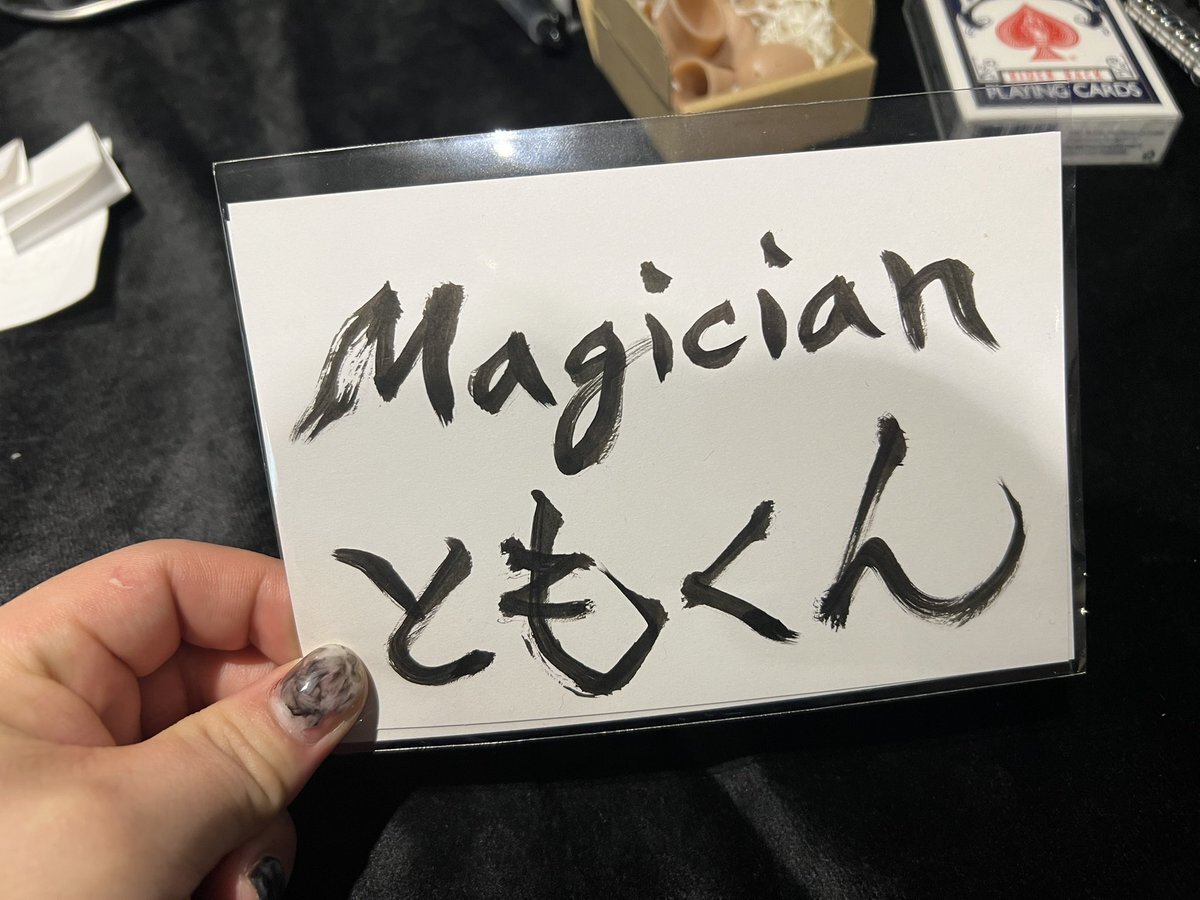 PLAYING CARDS
Magician
ともくん